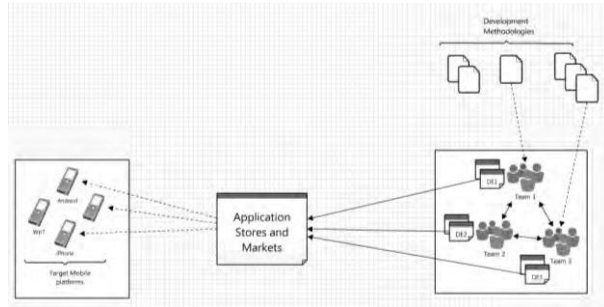 Development
Methodologies
DE1
Team 1
Android
Application
Stores and
Markets
WP7
DE2
Team 2
Team 3
iPhone
DE3
Target Mobile
platforms